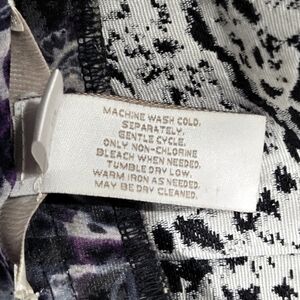 MACHINE WASH COLD,
SEPARATELY,
GENTLE CYCLE.
ONLY NON-CHLORINE
BLEACH WHEN NEEDED.
TUMBLE DRY LOW.
WARM IRON AS NEEDED.
MAY BE DRY CLEANED.